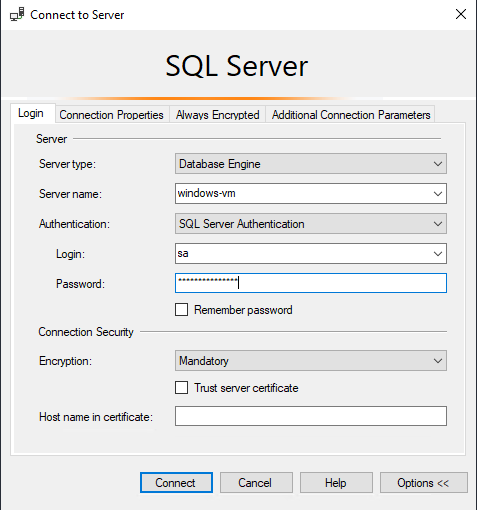 Connect to Server
SQL Server
Login Connection Properties Always Encrypted Additional Connection Parameters
Server
Server type: Database Engine
Server name: windows-vm
Authentication: SQL Server Authentication
Login: sa
Password: ***************
Remember password
Connection Security
Encryption: Mandatory
Trust server certificate
Host name in certificate:
Connect Cancel Help Options <<